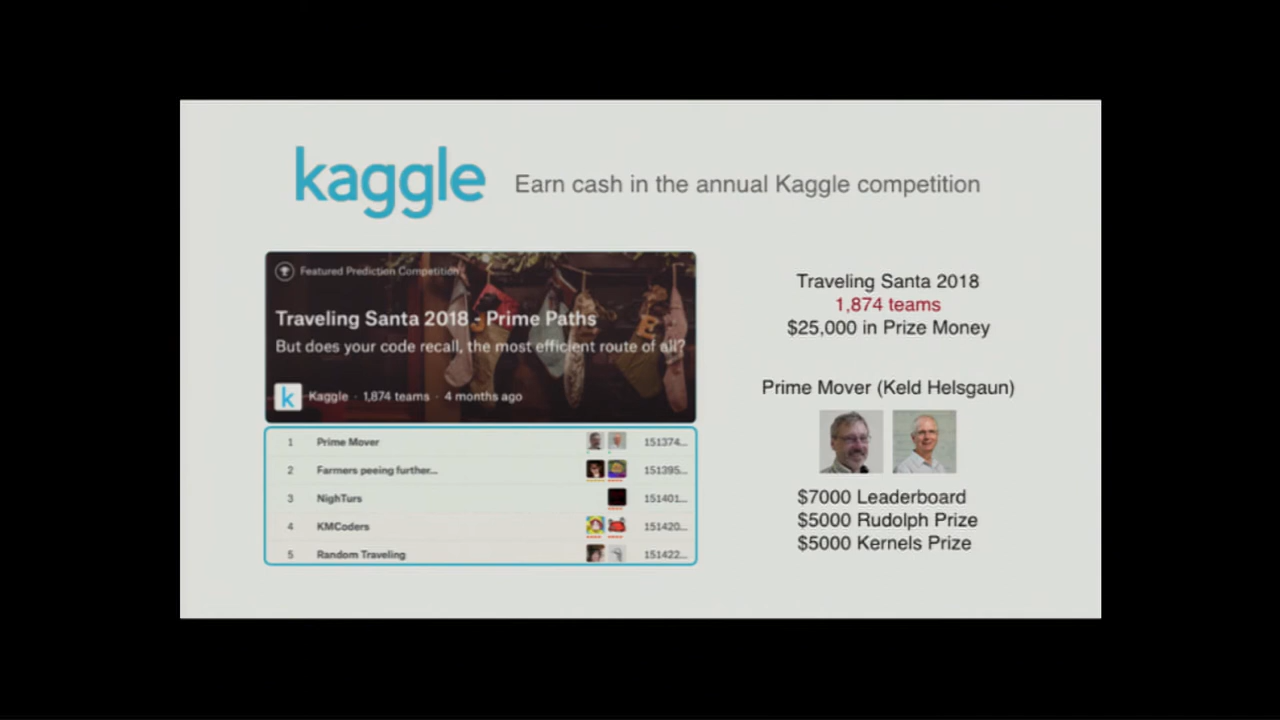 kaggle
Earn cash in the annual Kaggle competition
Featured Prediction Competition
Traveling Santa 2018 - Prime Paths
But does your code recall, the most efficient route of all?
k
Kaggle · 1,874 teams · 4 months ago
1 Prime Mover 151374...
2 Farmers peeing further... 151395...
3 NighTurs 151401...
4 KMCoders 151420...
5 Random Traveling 151422...
Traveling Santa 2018
1,874 teams
$25,000 in Prize Money
Prime Mover (Keld Helsgaun)
$7000 Leaderboard
$5000 Rudolph Prize
$5000 Kernels Prize